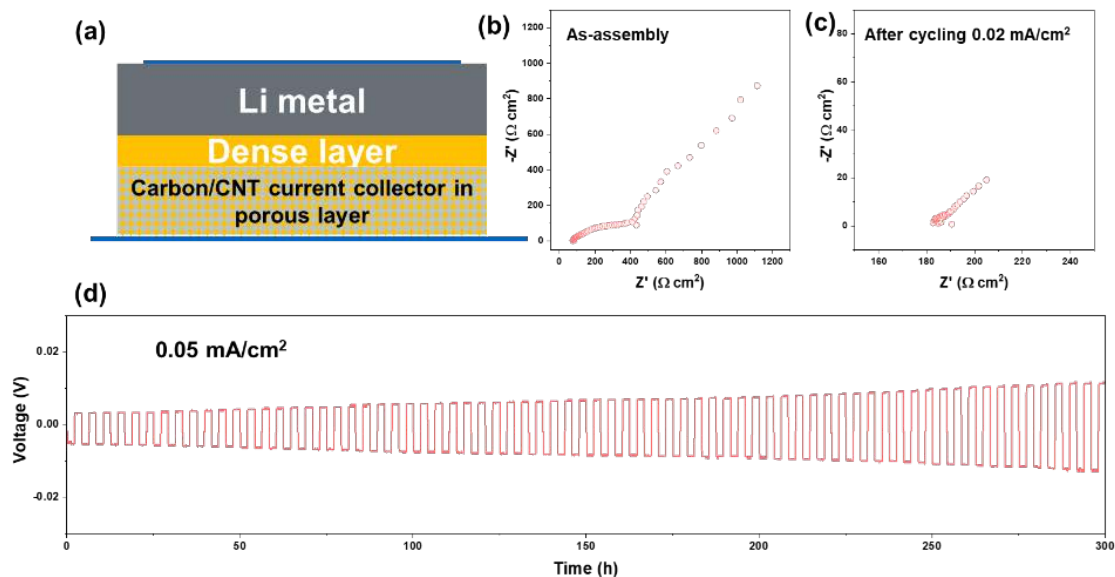 (a)
Li metal
Dense layer
Carbon/CNT current collector in
porous layer
(b)
As-assembly
-Z' (Ω cm²)
1300
1200
1000
800
600
400
200
0
0 200 400 600 800 1000 1200
Z' (Ω cm²)
(c)
After cycling 0.02 mA/cm²
-Z' (Ω cm²)
80
60
40
20
0
160 180 200 220 240
Z' (Ω cm²)
(d)
0.05 mA/cm²
Voltage (V)
0.02
0.00
-0.02
0 50 100 150 200 250 300
Time (h)